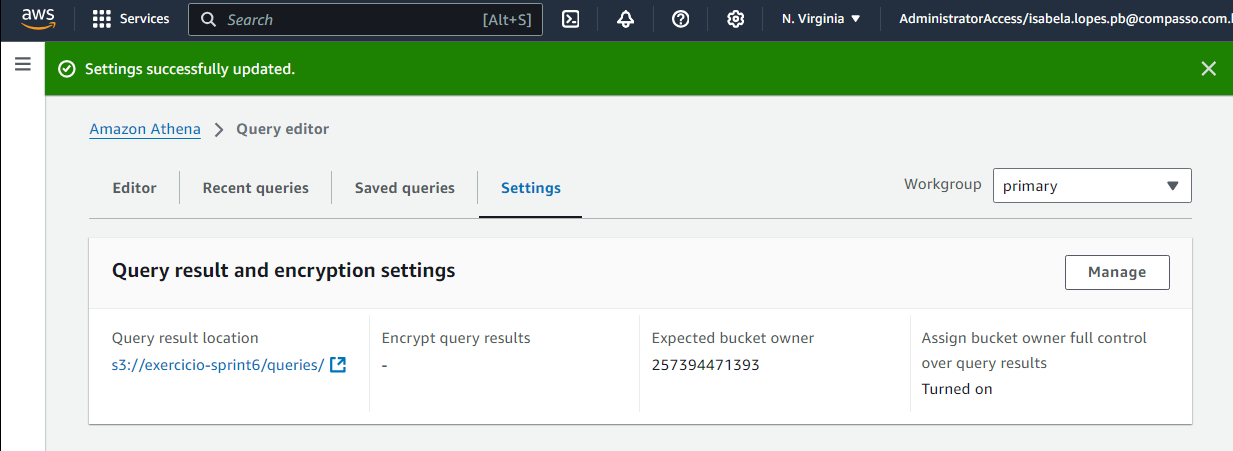 aws
Services
Search
[Alt+S]
N. Virginia
AdministratorAccess/isabela.lopes.pb@compasso.com.
Settings successfully updated.
Amazon Athena
Query editor
Editor
Recent queries
Saved queries
Settings
Workgroup
primary
Query result and encryption settings
Manage
Query result location
s3://exercicio-sprint6/queries/
Encrypt query results
-
Expected bucket owner
257394471393
Assign bucket owner full control
over query results
Turned on